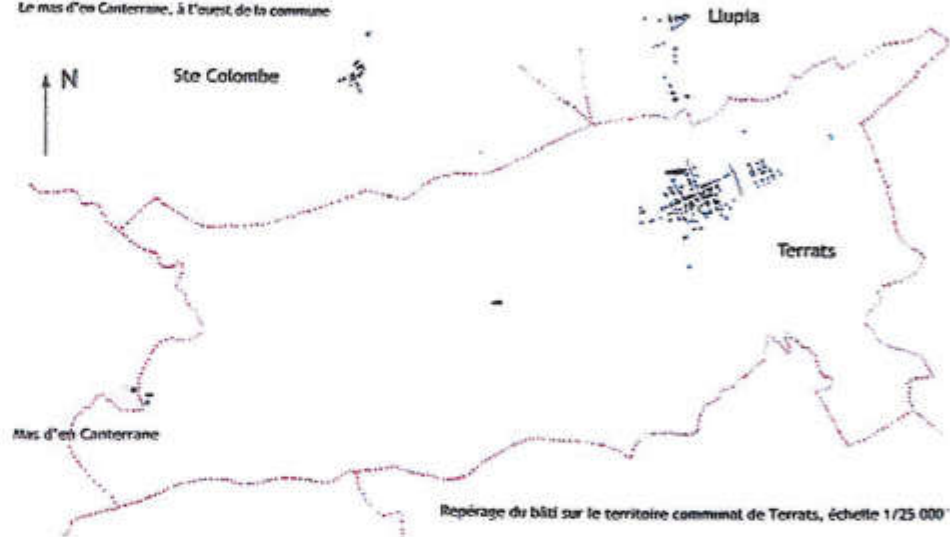 Le mas d'en Canterrane, à l'ouest de la commune
Llupia
N
Ste Colombe
Terrats
Mas d'en Canterrane
Repérage du bâti sur le territoire communal de Terrats, échelle 1/25 000